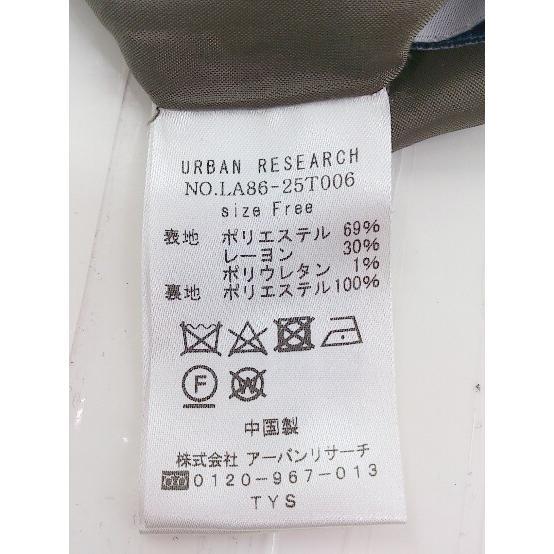 URBAN RESEARCH
NO.LA86-25T006
size Free
表地 ポリエステル 69%
レーヨン 30%
ポリウレタン 1%
裏地 ポリエステル100%
F W
中国製
株式会社 アーバンリサーチ
0120-967-013
TYS